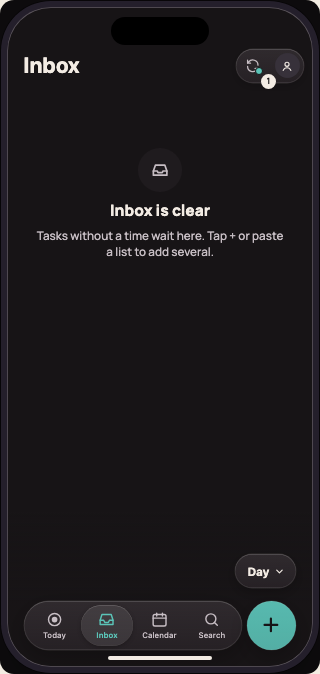 Inbox
1
Inbox is clear
Tasks without a time wait here. Tap + or paste
a list to add several.
Day
Today
Inbox
Calendar
Search